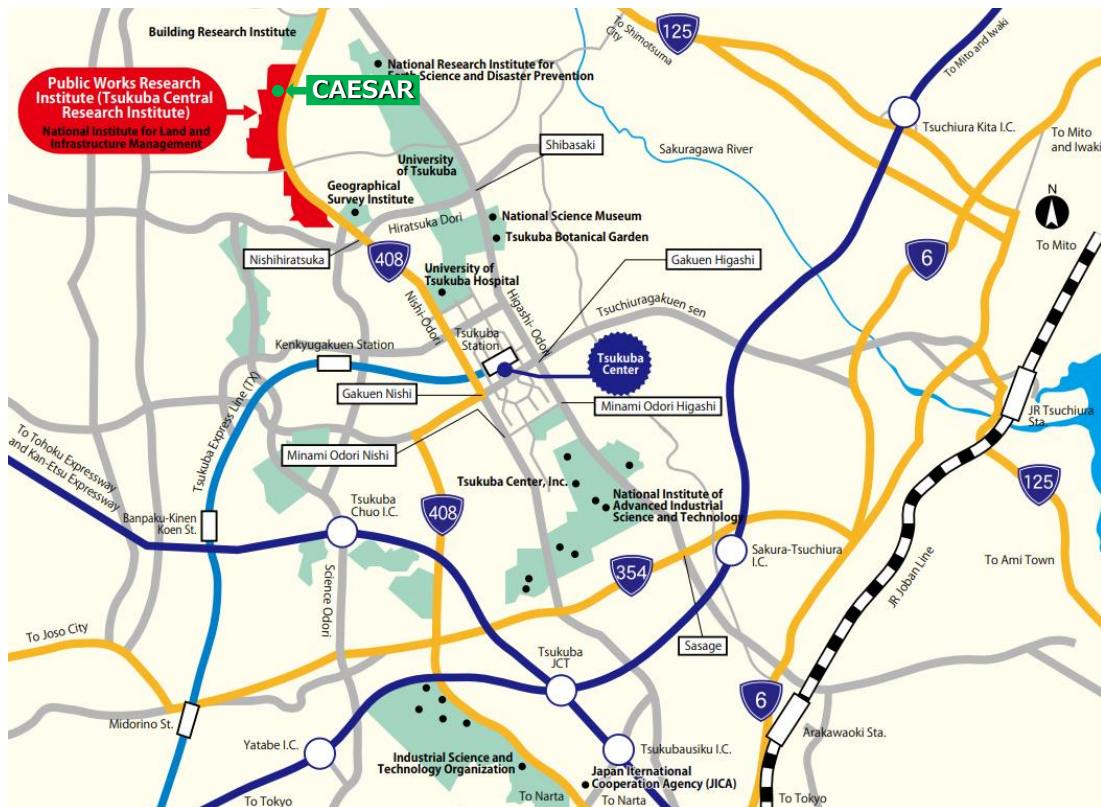 Building Research Institute
To Shimotsuma
City
125
To Mito and Iwaki
National Research Institute for
Earth Science and Disaster Prevention
Public Works Research
Institute (Tsukuba Central
Research Institute)
National Institute for Land and
Infrastructure Management
CAESAR
Tsuchiura Kita I.C.
To Mito
and Iwaki
Shibasaki
Sakuragawa River
University
of Tsukuba
Geographical
Survey Institute
N
To Mito
Hiratsuka Dori
National Science Museum
Tsukuba Botanical Garden
Nishihiratsuka
408
University of
Tsukuba Hospital
Gakuen Higashi
6
Nishi-Odori
Higashi- Odori
Tsuchiuragakuen sen
Tsukuba
Station
Kenkyugakuen Station
Tsukuba
Center
Tsukuba Express Line (TX)
Gakuen Nishi
Minami Odori Higashi
JR Tsuchiura
Sta.
Minami Odori Nishi
To Tohoku Expressway
and Kan-Etsu Expressway
Tsukuba Center, Inc.
125
Tsukuba
Chuo I.C.
408
National Institute of
Advanced Industrial
Science and Technology
Banpaku-Kinen
Koen St.
Sakura-Tsuchiura
I.C.
To Ami Town
354
JR Joban Line
Science Odori
To Joso City
Sasage
Tsukuba
JCT
6
Midorino St.
Arakawaoki Sta.
Yatabe I.C.
Tsukubausiku I.C.
Industrial Science and
Technology Organization
Japan Iternational
Cooperation Agency (JICA)
To Tokyo
To Narta
To Narta
To Tokyo